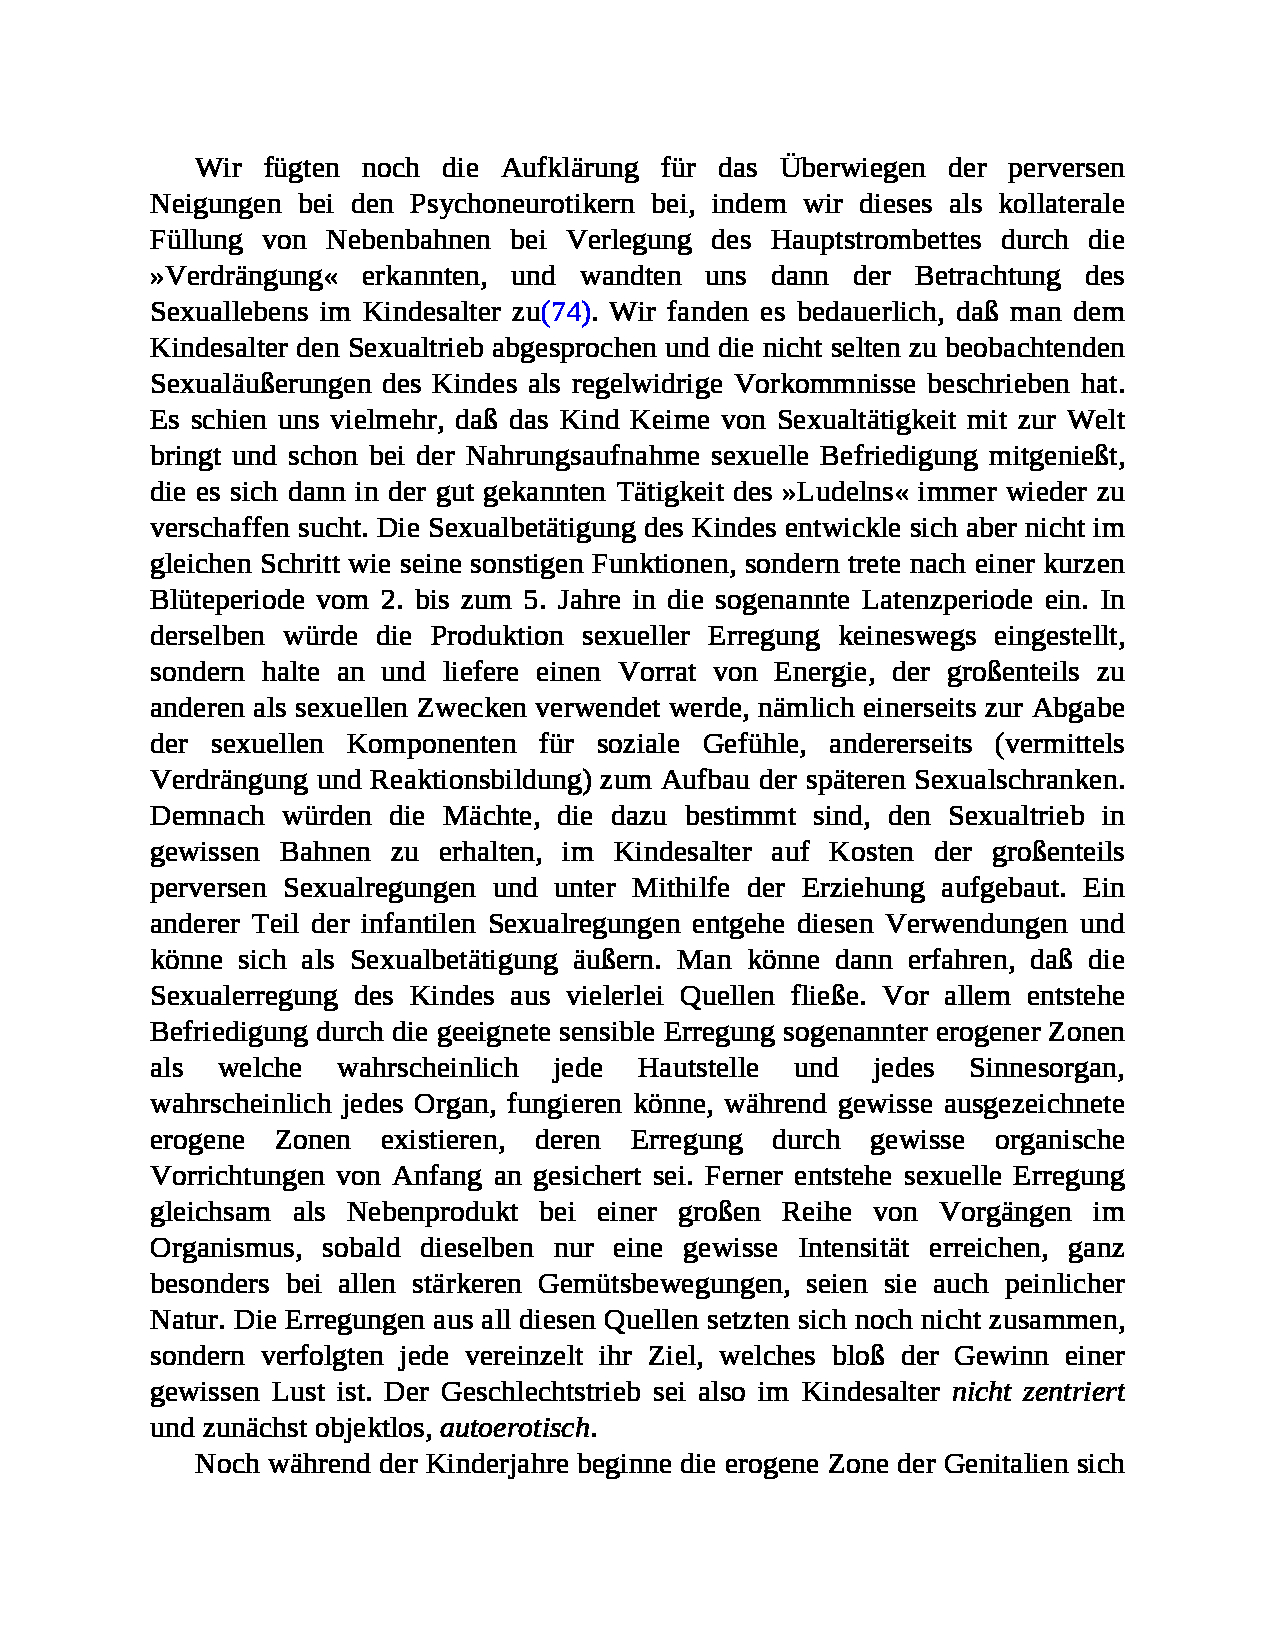 Wir fügten noch die Aufklärung für das Überwiegen der perversen
Neigungen bei den Psychoneurotikern bei, indem wir dieses als kollaterale
Füllung von Nebenbahnen bei Verlegung des Hauptstrombettes durch die
»Verdrängung« erkannten, und wandten uns dann der Betrachtung des
Sexuallebens im Kindesalter zu(74). Wir fanden es bedauerlich, daß man dem
Kindesalter den Sexualtrieb abgesprochen und die nicht selten zu beobachtenden
Sexualäußerungen des Kindes als regelwidrige Vorkommnisse beschrieben hat.
Es schien uns vielmehr, daß das Kind Keime von Sexualtätigkeit mit zur Welt
bringt und schon bei der Nahrungsaufnahme sexuelle Befriedigung mitgenießt,
die es sich dann in der gut gekannten Tätigkeit des »Ludelns« immer wieder zu
verschaffen sucht. Die Sexualbetätigung des Kindes entwickle sich aber nicht im
gleichen Schritt wie seine sonstigen Funktionen, sondern trete nach einer kurzen
Blüteperiode vom 2. bis zum 5. Jahre in die sogenannte Latenzperiode ein. In
derselben würde die Produktion sexueller Erregung keineswegs eingestellt,
sondern halte an und liefere einen Vorrat von Energie, der großenteils zu
anderen als sexuellen Zwecken verwendet werde, nämlich einerseits zur Abgabe
der sexuellen Komponenten für soziale Gefühle, andererseits (vermittels
Verdrängung und Reaktionsbildung) zum Aufbau der späteren Sexualschranken.
Demnach würden die Mächte, die dazu bestimmt sind, den Sexualtrieb in
gewissen Bahnen zu erhalten, im Kindesalter auf Kosten der großenteils
perversen Sexualregungen und unter Mithilfe der Erziehung aufgebaut. Ein
anderer Teil der infantilen Sexualregungen entgehe diesen Verwendungen und
könne sich als Sexualbetätigung äußern. Man könne dann erfahren, daß die
Sexualerregung des Kindes aus vielerlei Quellen fließe. Vor allem entstehe
Befriedigung durch die geeignete sensible Erregung sogenannter erogener Zonen
als welche wahrscheinlich jede Hautstelle und jedes Sinnesorgan,
wahrscheinlich jedes Organ, fungieren könne, während gewisse ausgezeichnete
erogene Zonen existieren, deren Erregung durch gewisse organische
Vorrichtungen von Anfang an gesichert sei. Ferner entstehe sexuelle Erregung
gleichsam als Nebenprodukt bei einer großen Reihe von Vorgängen im
Organismus, sobald dieselben nur eine gewisse Intensität erreichen, ganz
besonders bei allen stärkeren Gemütsbewegungen, seien sie auch peinlicher
Natur. Die Erregungen aus all diesen Quellen setzten sich noch nicht zusammen,
sondern verfolgten jede vereinzelt ihr Ziel, welches bloß der Gewinn einer
gewissen Lust ist. Der Geschlechtstrieb sei also im Kindesalter nicht zentriert
und zunächst objektlos, autoerotisch.
Noch während der Kinderjahre beginne die erogene Zone der Genitalien sich